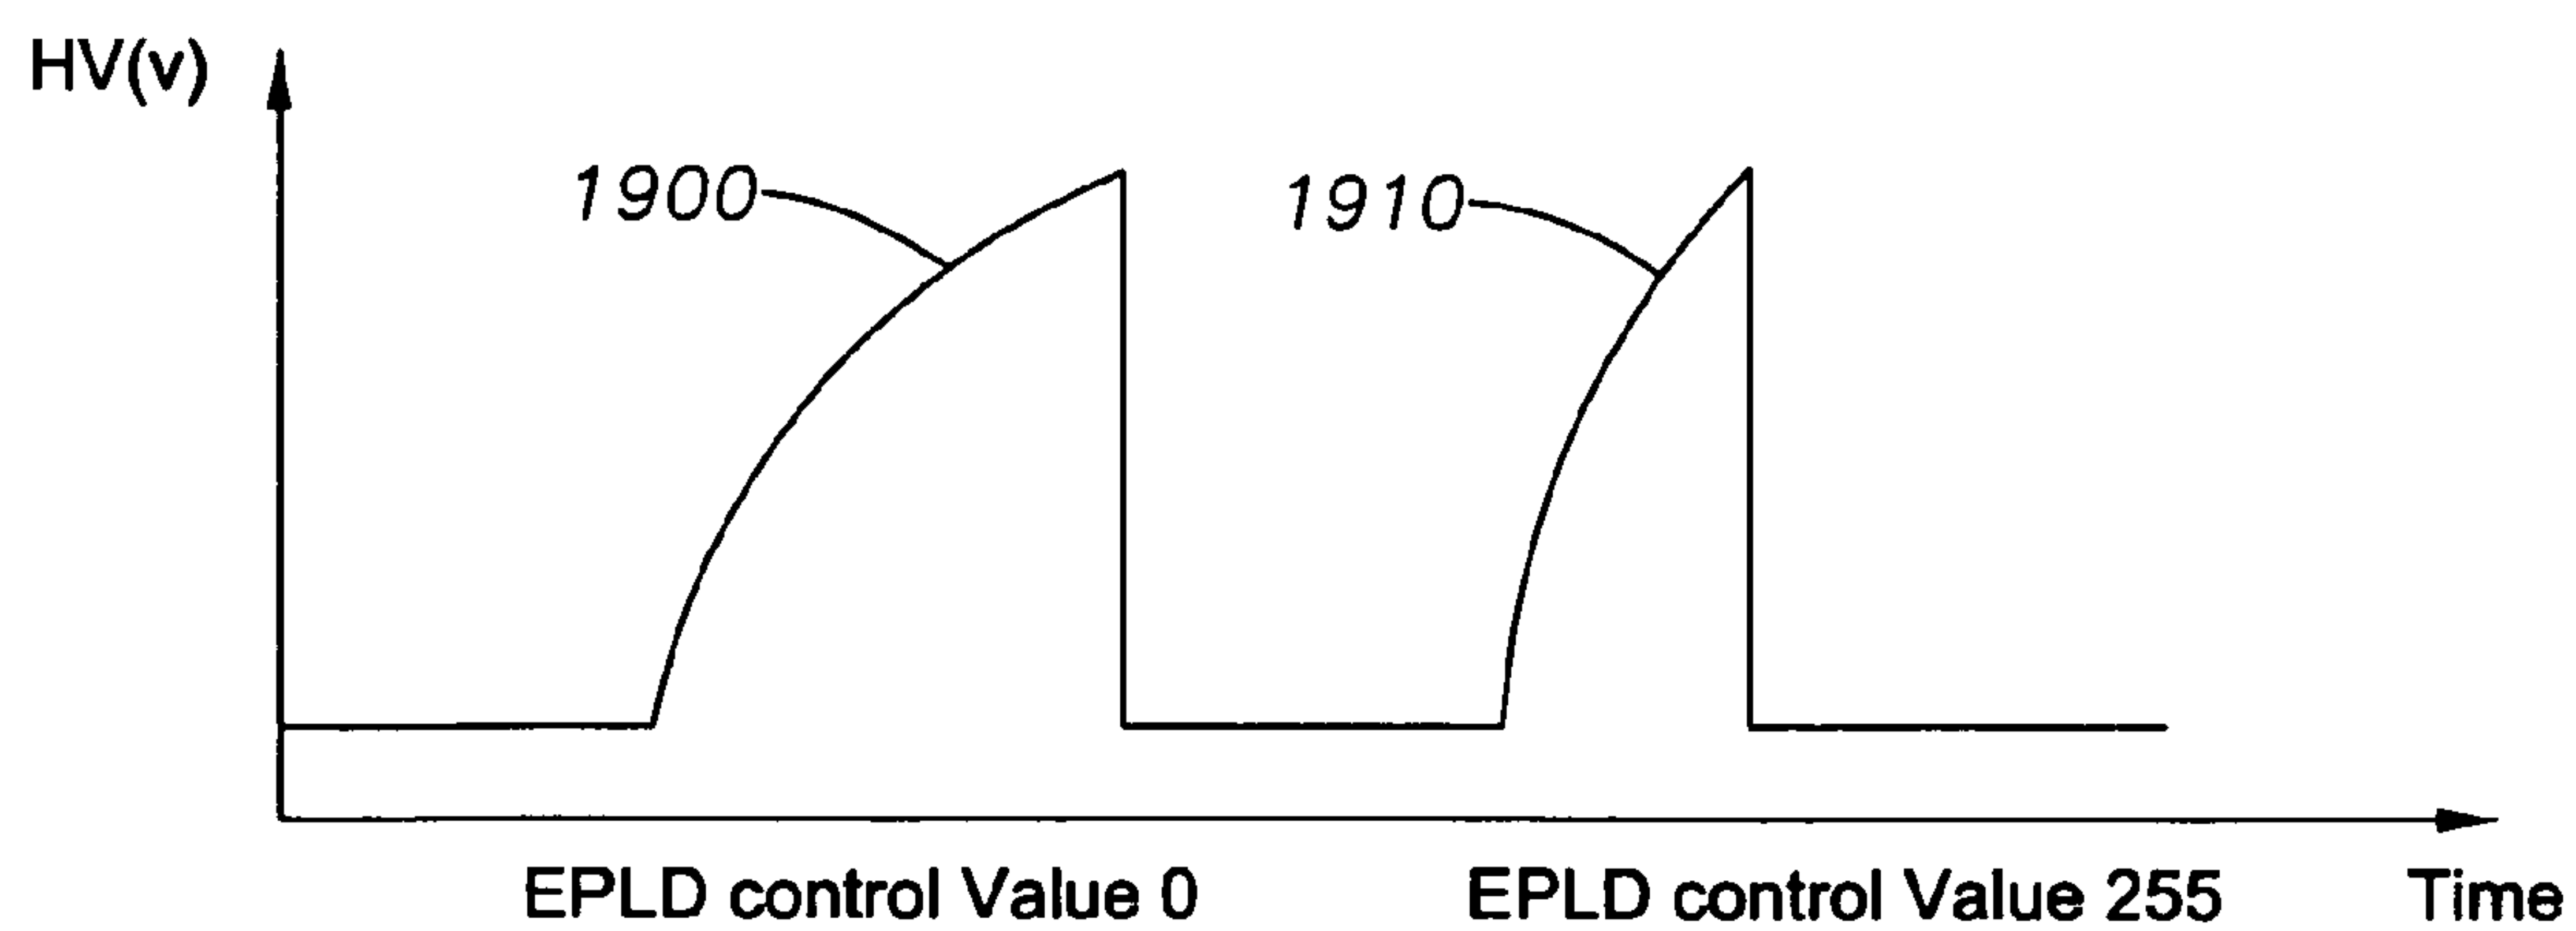 HV(v)
1900
1910
EPLD control Value 0
EPLD control Value 255
Time